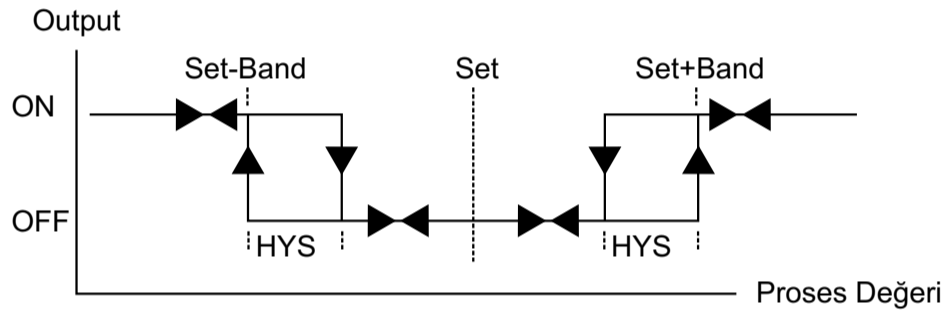 Output
Set-Band Set Set+Band
ON
OFF
HYS HYS
Proses Değeri